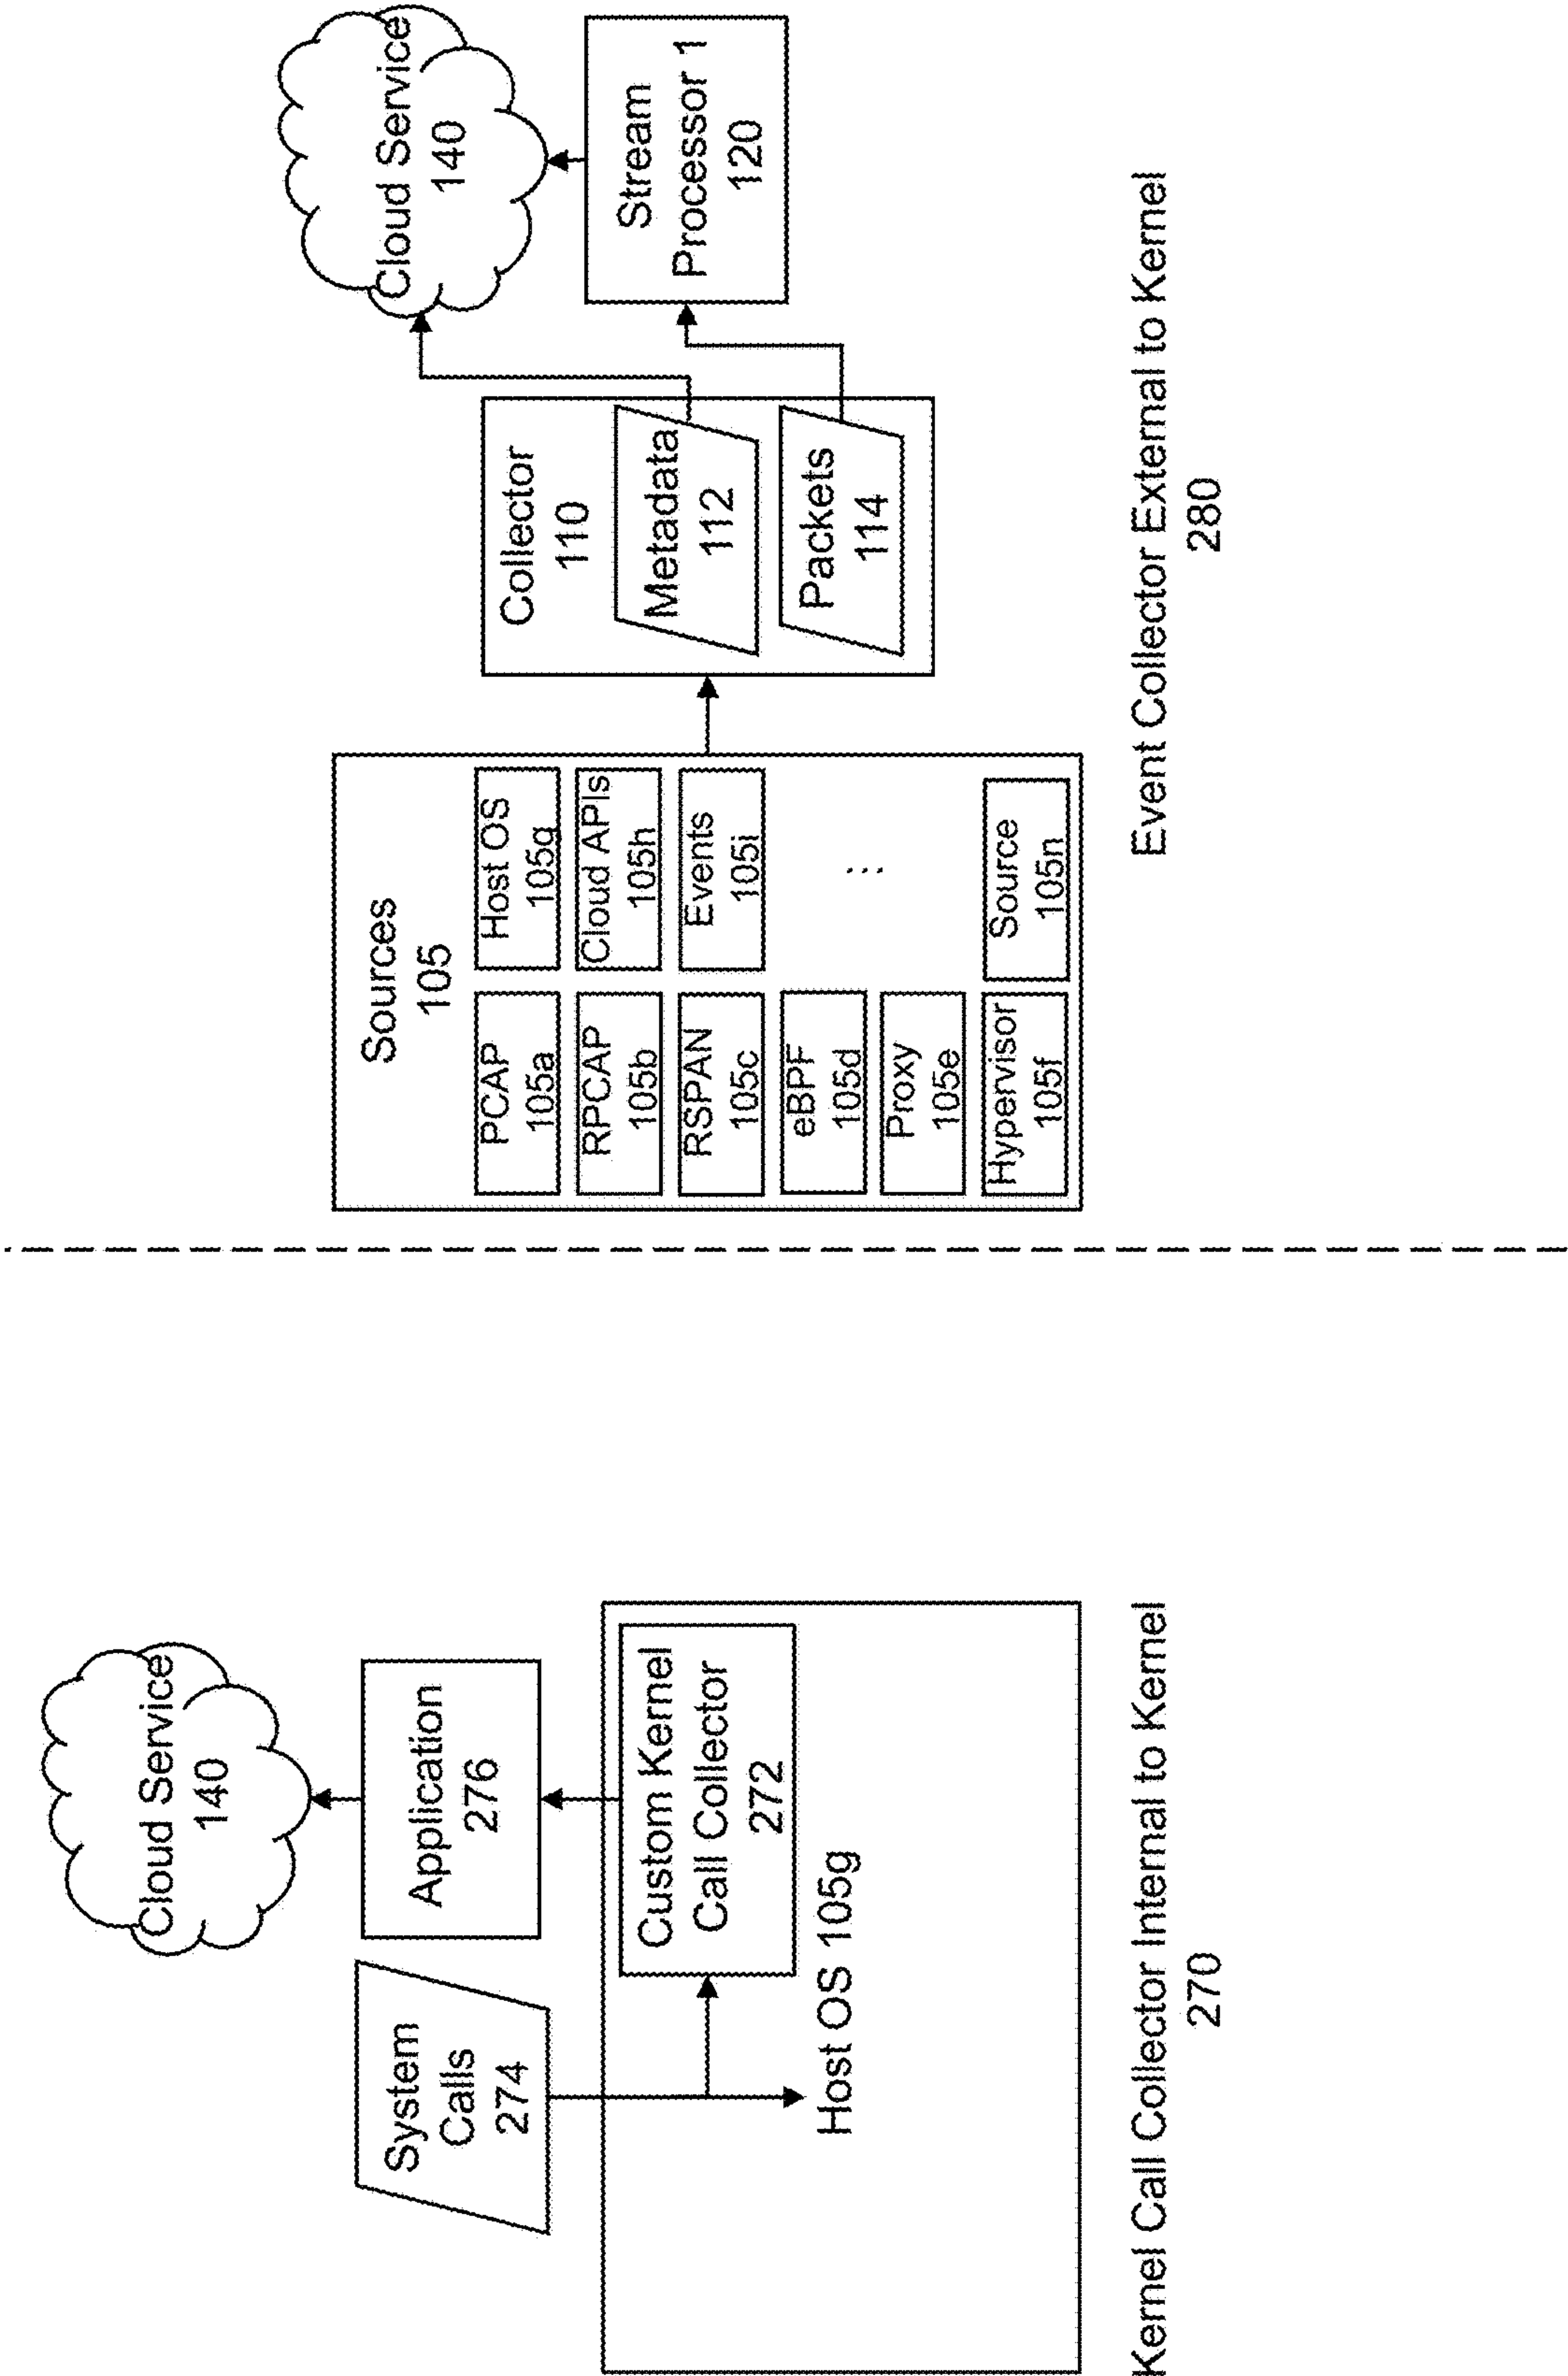 System
Calls
274
Cloud Service
140
Application
276
Custom Kernel
Call Collector
272
Host OS 105g
Kernel Call Collector Internal to Kernel
270
Sources
105
PCAP
105a
Host OS
105g
RPCAP
105b
Cloud APIs
105h
RSPAN
105c
Events
105i
eBPF
105d
...
Proxy
105e
Hypervisor
105f
Source
105n
Collector
110
Metadata
112
Packets
114
Cloud Service
140
Stream
Processor 1
120
Event Collector External to Kernel
280